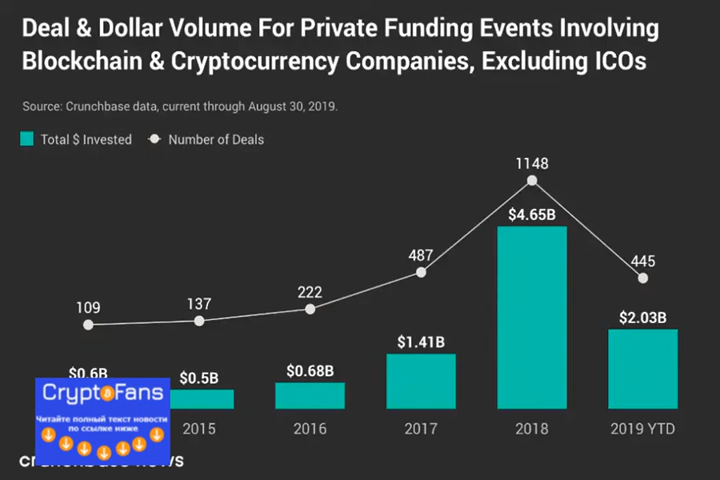 Deal & Dollar Volume For Private Funding Events Involving
Blockchain & Cryptocurrency Companies, Excluding ICOs
Source: Crunchbase data, current through August 30, 2019.
Total $ Invested Number of Deals
1148
$4.65B
487
445
222
137
109
$2.03B
$1.41B
$0.68B
$0.5B
$0.6B
CryptoFans
Читайте полный текст новости
по ссылке ниже
2015 2016 2017 2018 2019 YTD